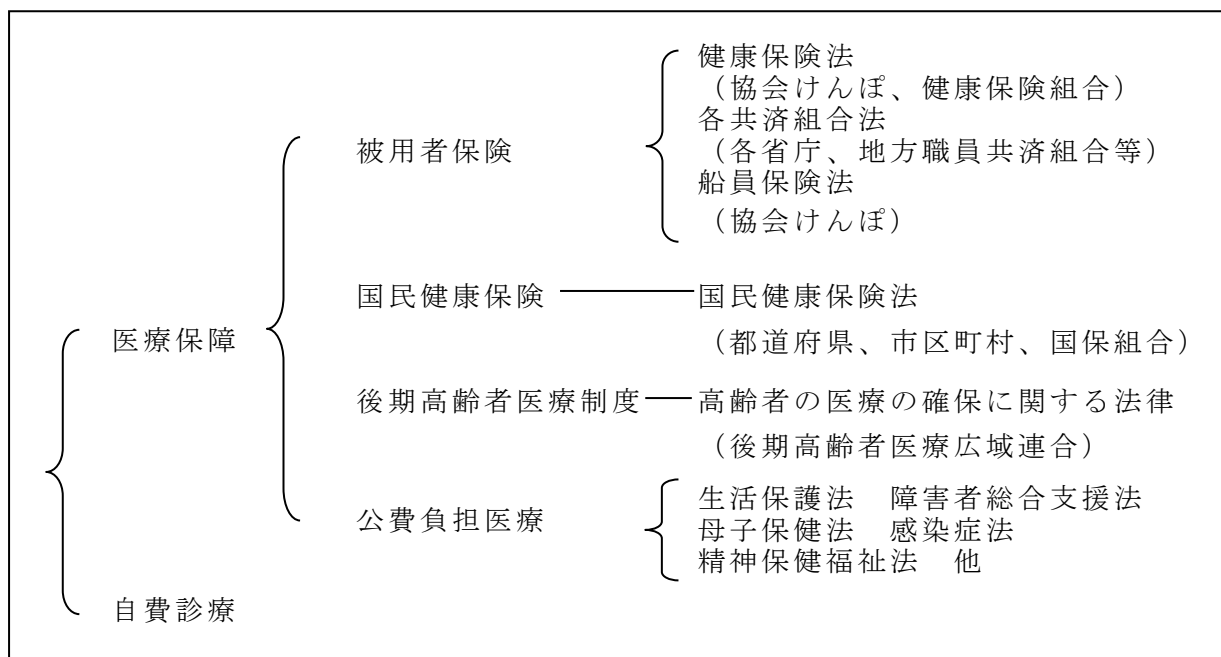 健康保険法
（協会けんぽ、健康保険組合）
各共済組合法
被用者保険
（各省庁、地方職員共済組合等）
船員保険法
（協会けんぽ）
国民健康保険
国民健康保険法
医療保障
（都道府県、市区町村、国保組合）
後期高齢者医療制度
高齢者の医療の確保に関する法律
（後期高齢者医療広域連合）
生活保護法　障害者総合支援法
公費負担医療
母子保健法　感染症法
精神保健福祉法　他
自費診療